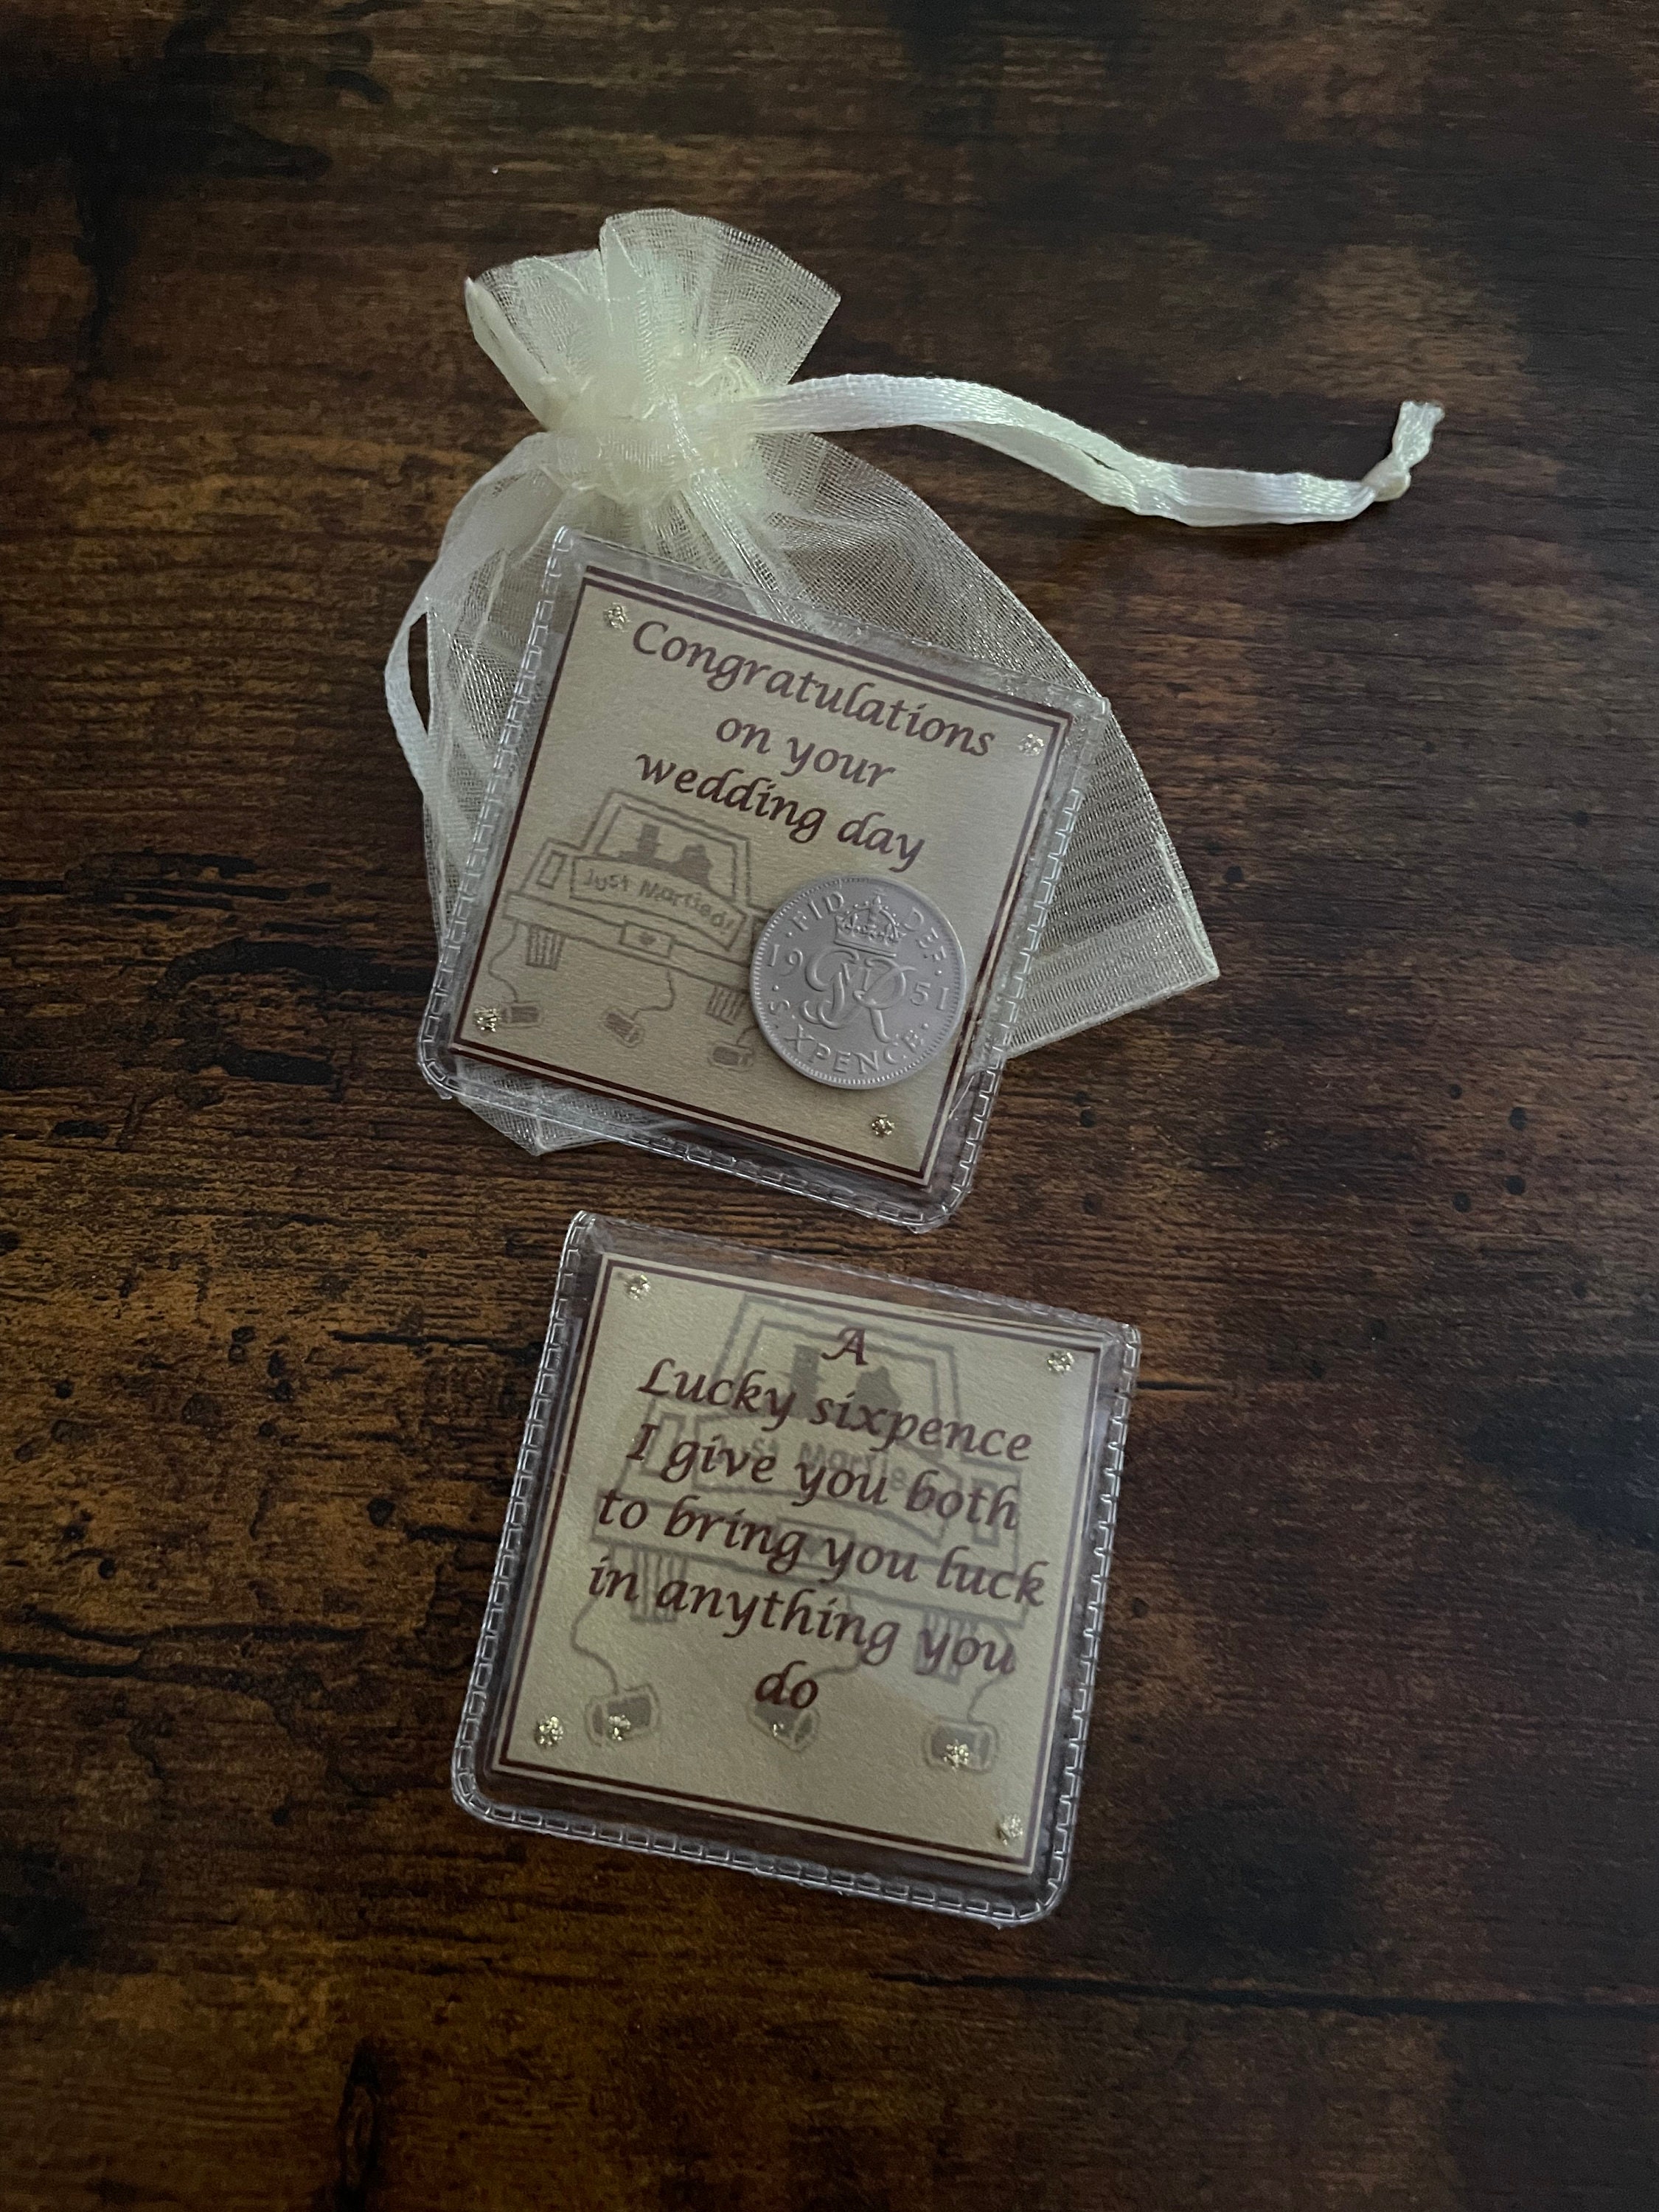 Congratulations
on your
wedding day
Just Married!
FID DEF
19 51
SIXPENCE
A
Lucky sixpence
I give you both
to bring you luck
in anything you
do